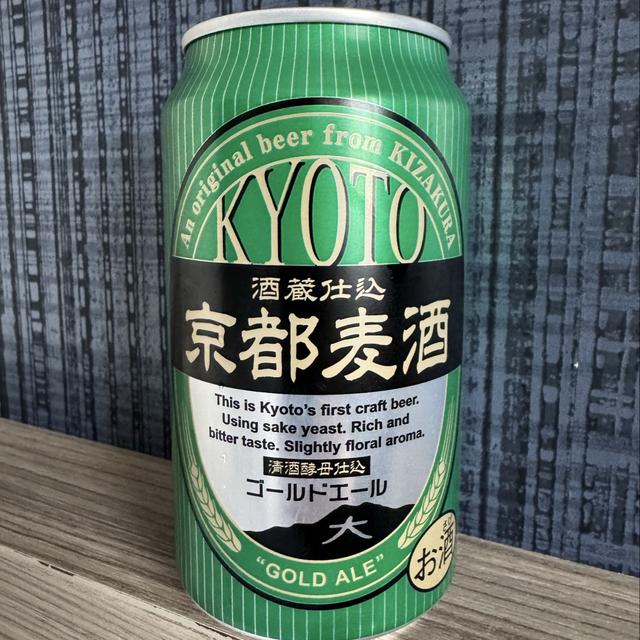 An original beer from KIZAKURA
KYOTO
酒蔵仕込
京都麦酒
This is Kyoto's first craft beer.
Using sake yeast. Rich and
bitter taste. Slightly floral aroma.
清酒酵母仕込
ゴールドエール
大
"GOLD ALE"
お酒